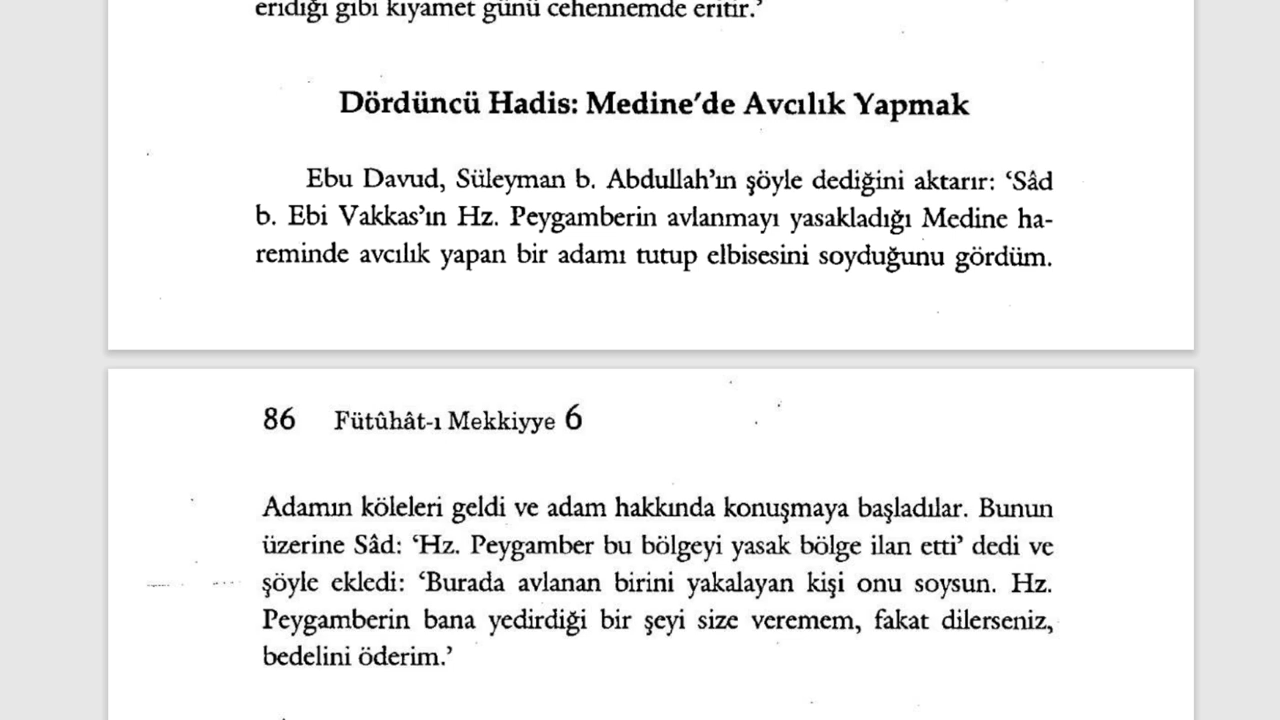 eridiği gibi kıyamet günü cehennemde eritir.’
Dördüncü Hadis: Medine’de Avcılık Yapmak
Ebu Davud, Süleyman b. Abdullah’ın şöyle dediğini aktarır: ‘Sâd
b. Ebi Vakkas’ın Hz. Peygamberin avlanmayı yasakladığı Medine ha-
reminde avcılık yapan bir adamı tutup elbisesini soyduğunu gördüm.
86 Fütûhât-ı Mekkiyye 6
Adamın köleleri geldi ve adam hakkında konuşmaya başladılar. Bunun
üzerine Sâd: ‘Hz. Peygamber bu bölgeyi yasak bölge ilan etti’ dedi ve
şöyle ekledi: ‘Burada avlanan birini yakalayan kişi onu soysun. Hz.
Peygamberin bana yedirdiği bir şeyi size veremem, fakat dilerseniz,
bedelini öderim.’